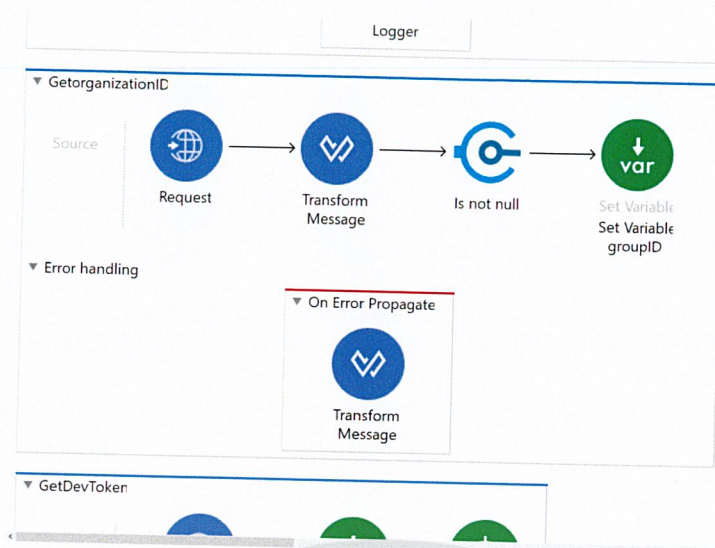 Logger
GetorganizationID
Source
Request
Transform
Message
Is not null
var
Set Variable
Set Variable
groupID
Error handling
On Error Propagate
Transform
Message
GetDevToken